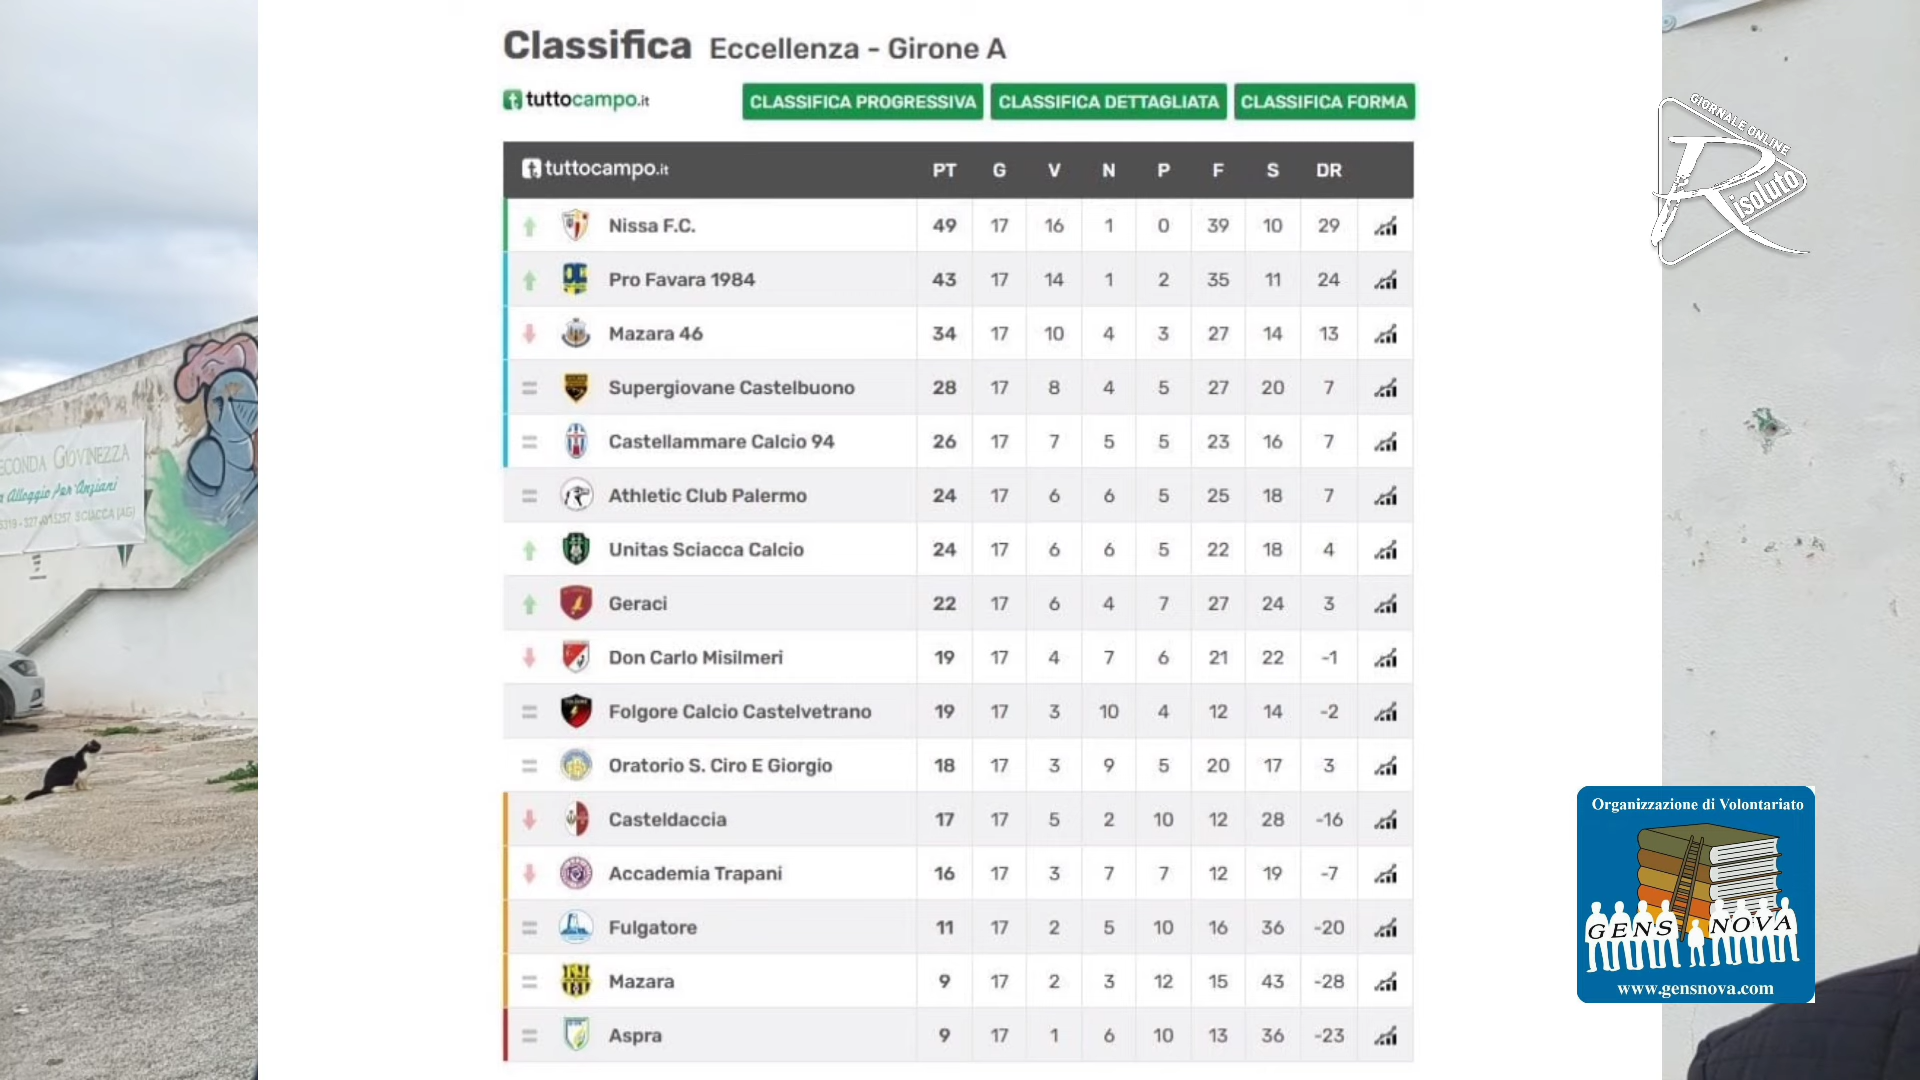 Classifica Eccellenza - Girone A
tuttocampo.it
CLASSIFICA PROGRESSIVA CLASSIFICA DETTAGLIATA CLASSIFICA FORMA
tuttocampo.it PT G V N P F S DR
Nissa F.C. 49 17 16 1 0 39 10 29
Pro Favara 1984 43 17 14 1 2 35 11 24
Mazara 46 34 17 10 4 3 27 14 13
Supergiovane Castelbuono 28 17 8 4 5 27 20 7
Castellammare Calcio 94 26 17 7 5 5 23 16 7
Athletic Club Palermo 24 17 6 6 5 25 18 7
Unitas Sciacca Calcio 24 17 6 6 5 22 18 4
Geraci 22 17 6 4 7 27 24 3
Don Carlo Misilmeri 19 17 4 7 6 21 22 -1
Folgore Calcio Castelvetrano 19 17 3 10 4 12 14 -2
Oratorio S. Ciro E Giorgio 18 17 3 9 5 20 17 3
Casteldaccia 17 17 5 2 10 12 28 -16
Accademia Trapani 16 17 3 7 7 12 19 -7
Fulgatore 11 17 2 5 10 16 36 -20
Mazara 9 17 2 3 12 15 43 -28
Aspra 9 17 1 6 10 13 36 -23
GIORNALE ONLINE
Risoluto
ECONDA GIOVINEZZA
Alloggio Per Anziani
SCIACCA (AG)
Organizzazione di Volontariato
GENS NOVA
www.gensnova.com